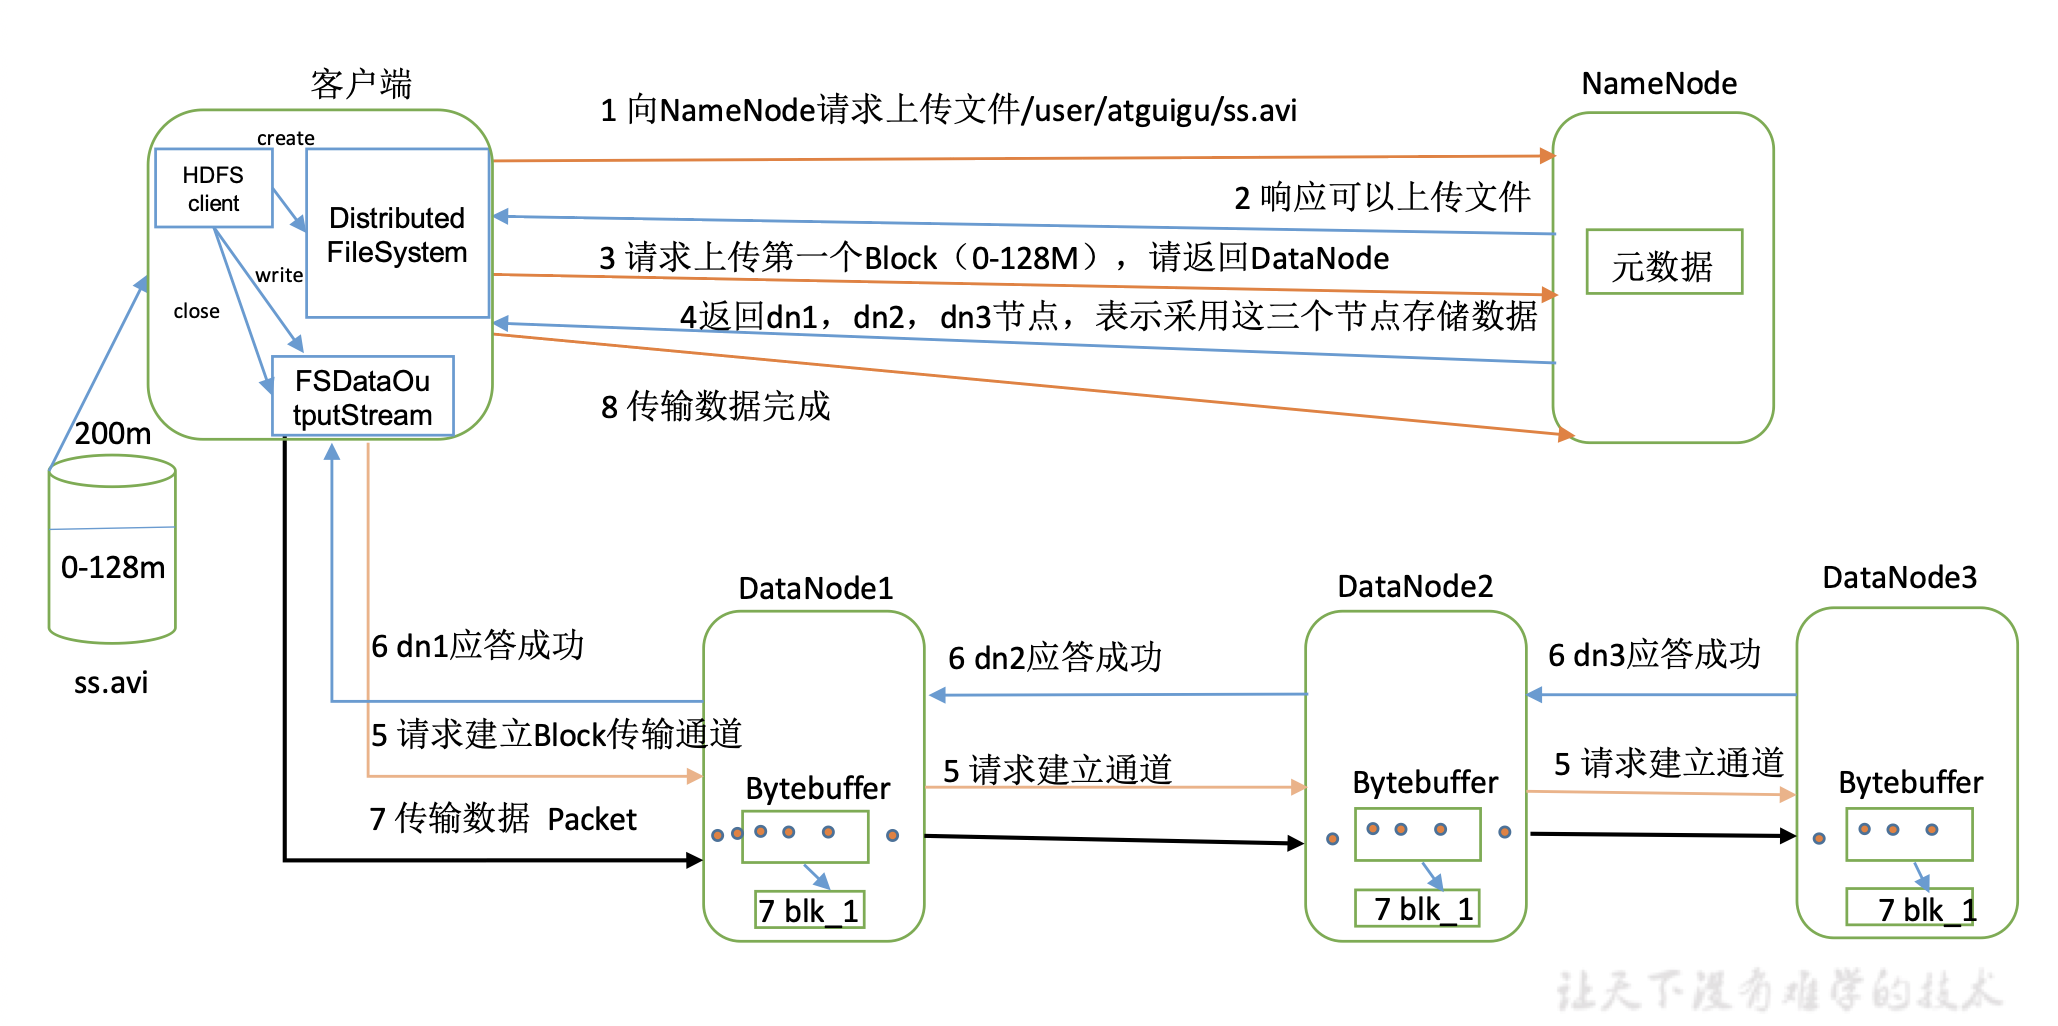 客户端
NameNode
1 向NameNode请求上传文件/user/atguigu/ss.avi
create
HDFS
client
Distributed
FileSystem
2 响应可以上传文件
3 请求上传第一个Block（0-128M），请返回DataNode
元数据
write
close
4返回dn1，dn2，dn3节点，表示采用这三个节点存储数据
FSDataOu
tputStream
8 传输数据完成
200m
0-128m
ss.avi
DataNode1
DataNode2
DataNode3
6 dn1应答成功
6 dn2应答成功
6 dn3应答成功
5 请求建立Block传输通道
5 请求建立通道
5 请求建立通道
Bytebuffer
Bytebuffer
Bytebuffer
7 传输数据 Packet
7 blk_1
7 blk_1
7 blk_1
让天下没有难学的技术